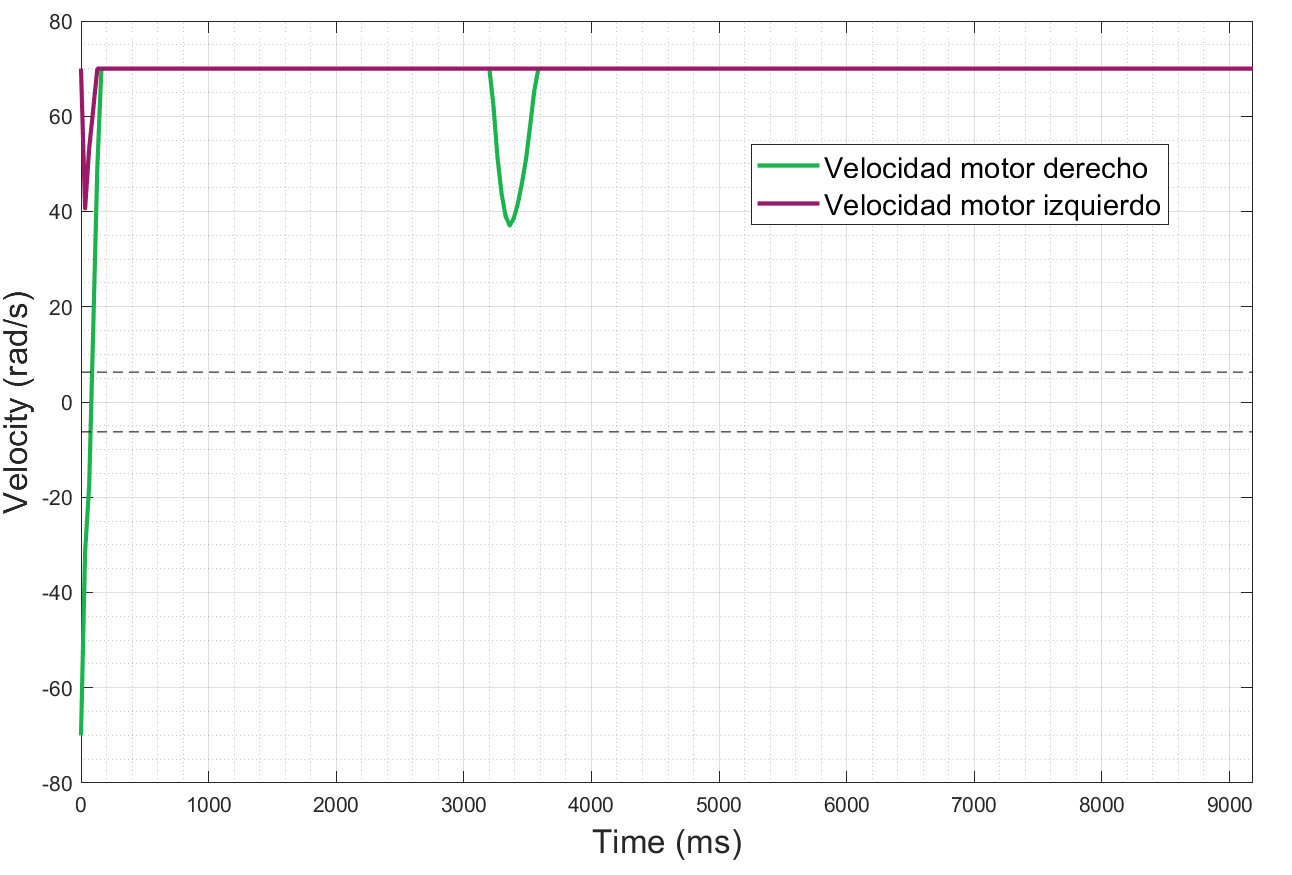 80
60
40
20
0
-20
-40
-60
-80
Velocity (rad/s)
Velocidad motor derecho
Velocidad motor izquierdo
0 1000 2000 3000 4000 5000 6000 7000 8000 9000
Time (ms)